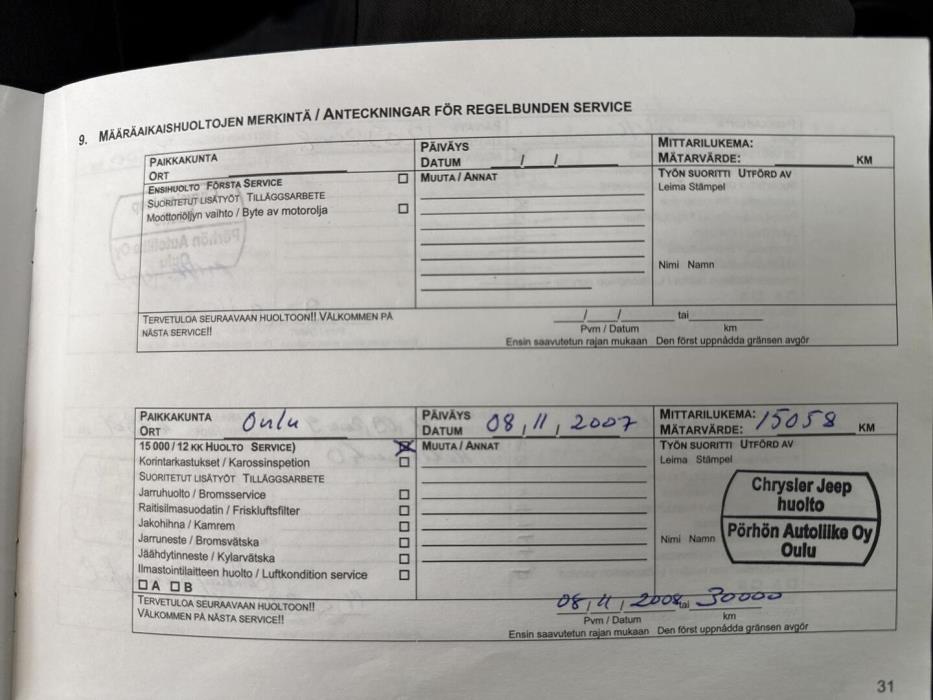 9. MÄÄRÄAIKAISHUOLTOJEN MERKINTÄ / ANTECKNINGAR FÖR REGELBUNDEN SERVICE
PAIKKAKUNTA
ORT
PÄIVÄYS
DATUM / /
MITTARILUKEMA:
MÄTARVÄRDE: KM
ENSIHUOLTO FÖRSTA SERVICE
SUORITETUT LISÄTYÖT TILLÄGGSARBETE
Moottoriöljyn vaihto / Byte av motorolja
MUUTA / ANNAT
TYÖN SUORITTI UTFÖRD AV
Leima Stämpel
Nimi Namn
TERVETULOA SEURAAVAAN HUOLTOON!! VÄLKOMMEN PÅ
NÄSTA SERVICE!!
/ / tai
Pvm / Datum km
Ensin saavutetun rajan mukaan Den först uppnådda gränsen avgör
PAIKKAKUNTA
ORT Oulu
PÄIVÄYS
DATUM 08, 11, 2007
MITTARILUKEMA:
MÄTARVÄRDE: 15058 KM
15 000 / 12 KK HUOLTO SERVICE)
Korintarkastukset / Karossinspetion
SUORITETUT LISÄTYÖT TILLÄGGSARBETE
Jarruhuolto / Bromsservice
Raitisilmasuodatin / Friskluftsfilter
Jakohihna / Kamrem
Jarruneste / Bromsvätska
Jäähdytinneste / Kylarvätska
Ilmastointilaitteen huolto / Luftkondition service
A B
MUUTA / ANNAT
TYÖN SUORITTI UTFÖRD AV
Leima Stämpel
Chrysler Jeep
huolto
Pörhön Autoliike Oy
Oulu
Nimi Namn
TERVETULOA SEURAAVAAN HUOLTOON!!
VÄLKOMMEN PÅ NÄSTA SERVICE!!
08, 11, 2008 tai 30000
Pvm / Datum km
Ensin saavutetun rajan mukaan Den först uppnådda gränsen avgör
31